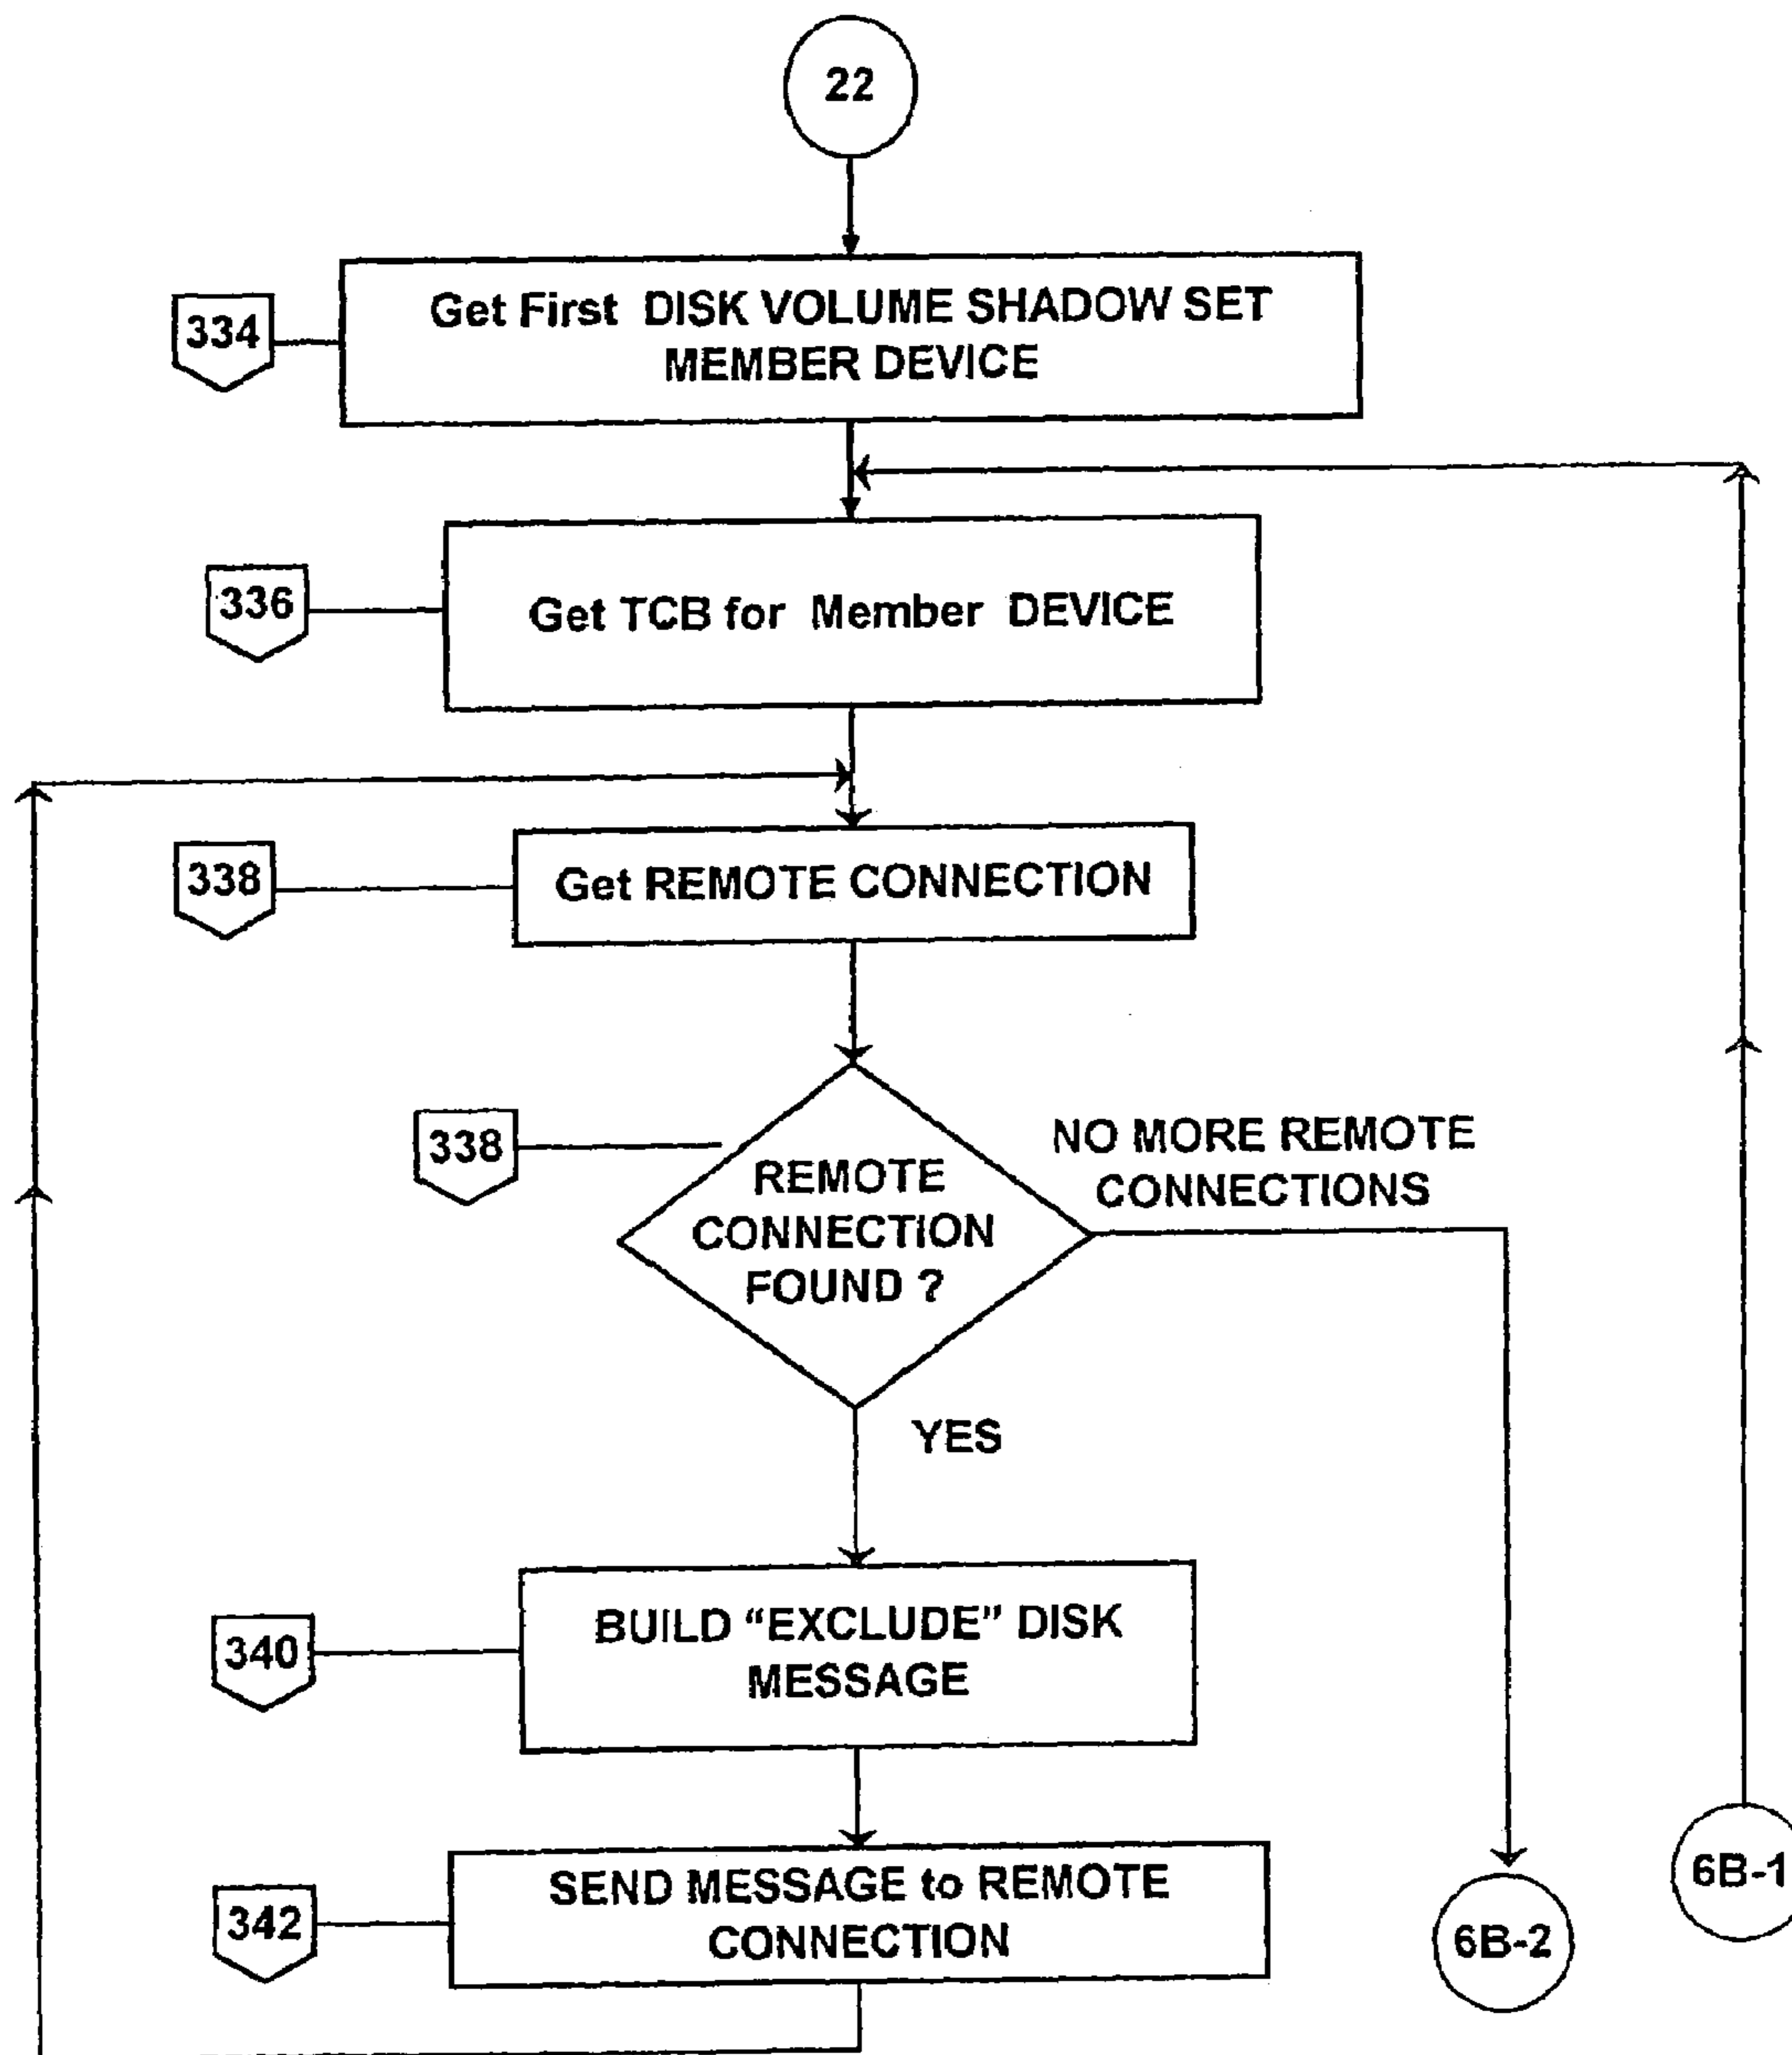 22
334
Get First DISK VOLUME SHADOW SET
MEMBER DEVICE
336
Get TCB for Member DEVICE
338
Get REMOTE CONNECTION
338
REMOTE
CONNECTION
FOUND ?
NO MORE REMOTE
CONNECTIONS
YES
340
BUILD “EXCLUDE” DISK
MESSAGE
342
SEND MESSAGE to REMOTE
CONNECTION
6B-2
6B-1